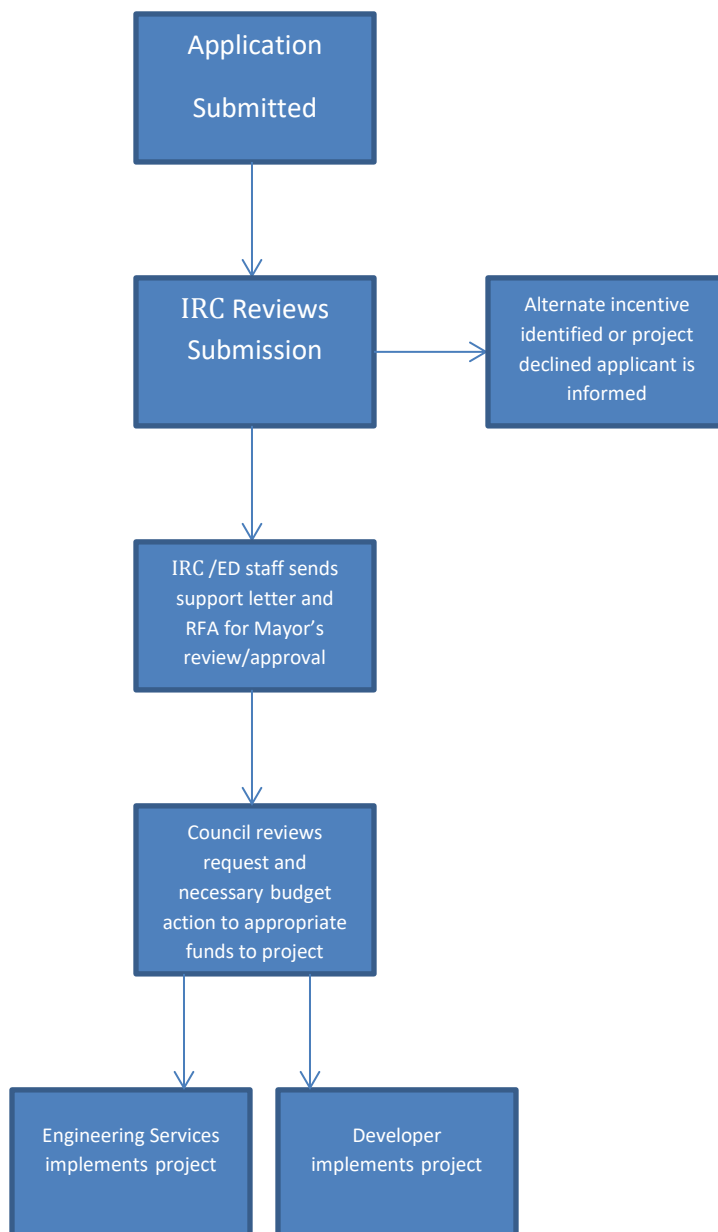 Application
Submitted
IRC Reviews
Submission
Alternate incentive
identified or project
declined applicant is
informed
IRC /ED staff sends
support letter and
RFA for Mayor’s
review/approval
Council reviews
request and
necessary budget
action to appropriate
funds to project
Engineering Services
implements project
Developer
implements project